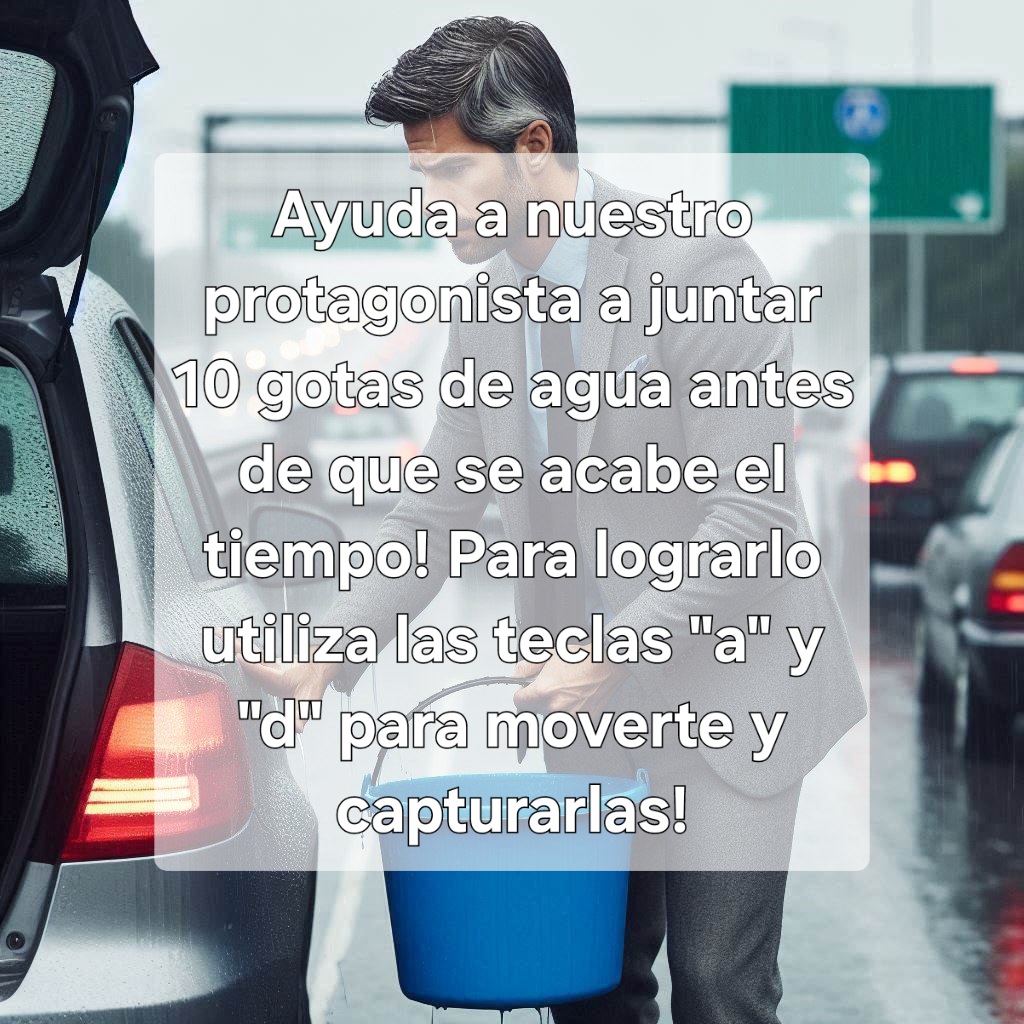 Ayuda a nuestro
protagonista a juntar
10 gotas de agua antes
de que se acabe el
tiempo! Para lograrlo
utiliza las teclas "a" y
"d" para moverte y
capturarlas!